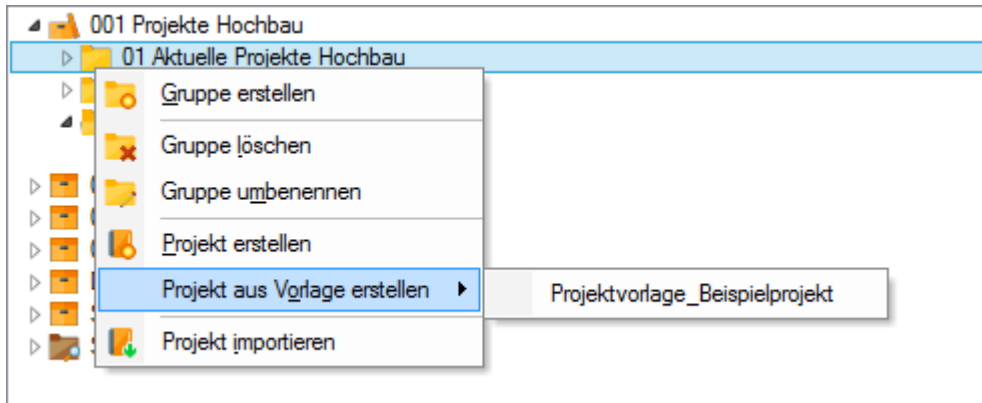 001 Projekte Hochbau
01 Aktuelle Projekte Hochbau
Gruppe erstellen
Gruppe löschen
Gruppe umbenennen
Projekt erstellen
Projekt aus Vorlage erstellen
Projektvorlage_Beispielprojekt
Projekt importieren